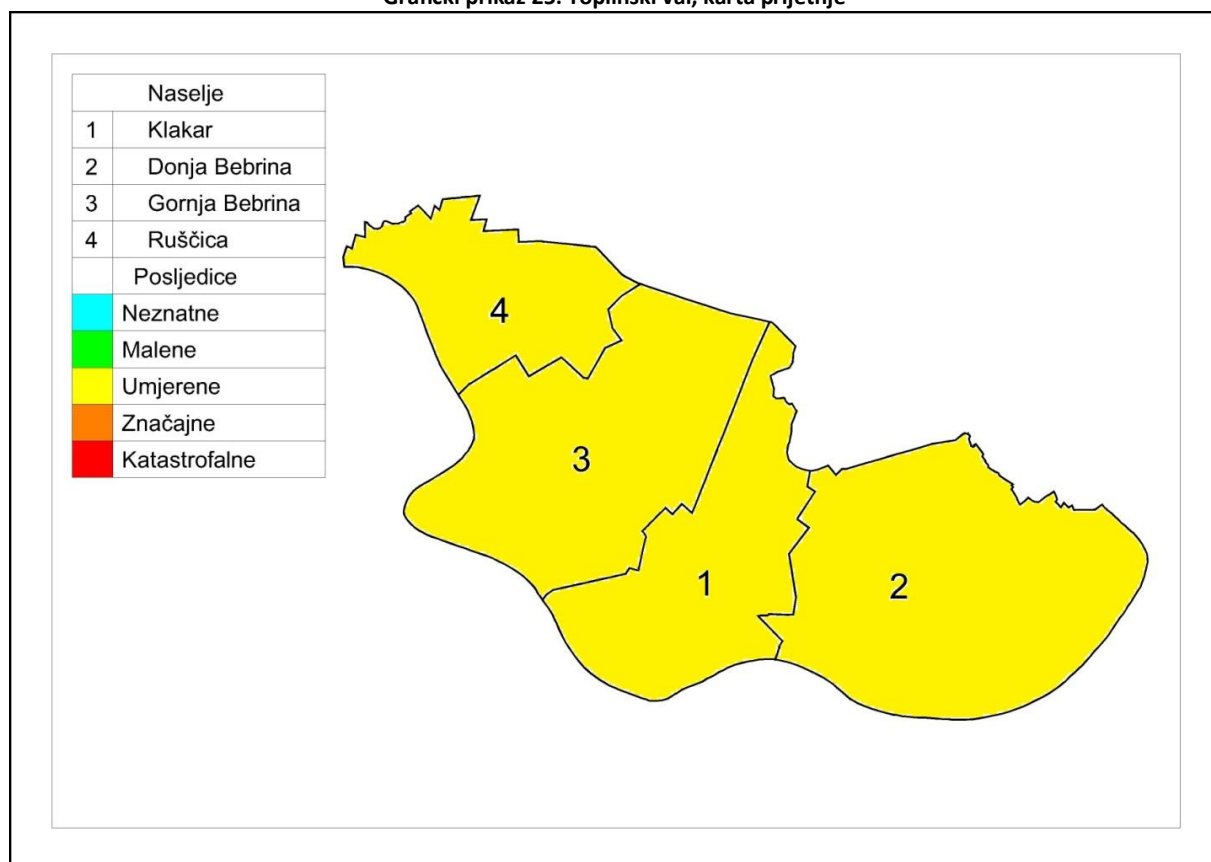 Grafički prikaz 25. Toplinski val, karta prijetnje
Naselje
1 Klakar
2 Donja Bebrina
3 Gornja Bebrina
4 Ruščica
Posljedice
Neznatne
Malene
Umjerene
Značajne
Katastrofalne
4
3
1
2